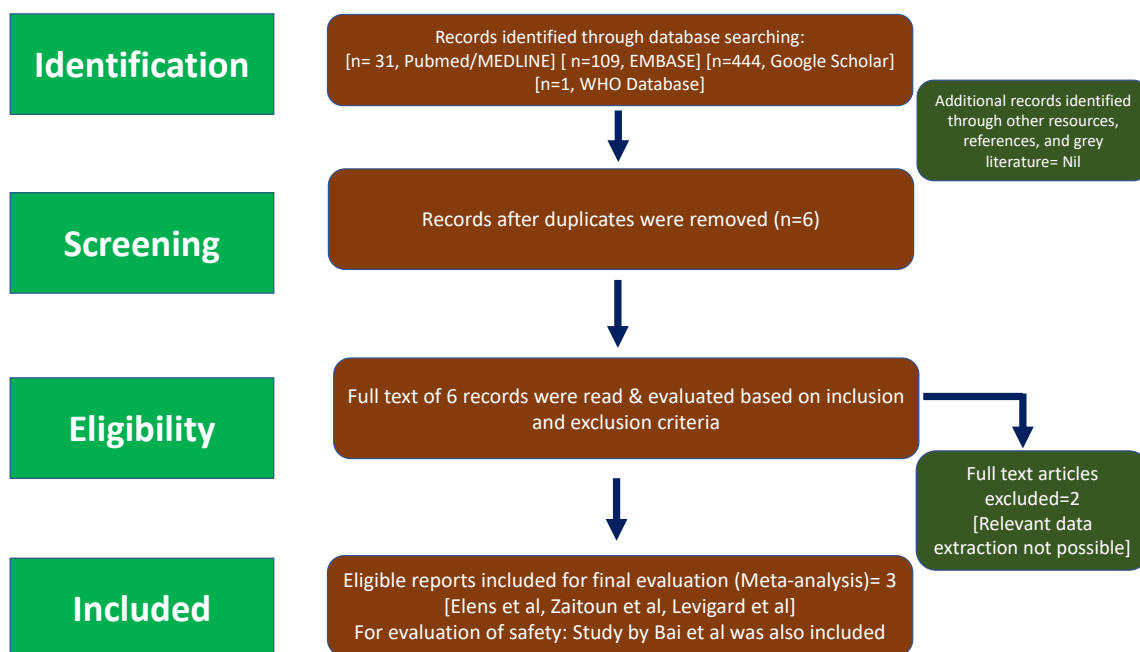 Identification
Records identified through database searching:
[n= 31, Pubmed/MEDLINE] [ n=109, EMBASE] [n=444, Google Scholar]
[n=1, WHO Database]
Additional records identified
through other resources,
references, and grey
literature= Nil
Screening
Records after duplicates were removed (n=6)
Eligibility
Full text of 6 records were read & evaluated based on inclusion
and exclusion criteria
Full text articles
excluded=2
[Relevant data
extraction not possible]
Included
Eligible reports included for final evaluation (Meta-analysis)= 3
[Elens et al, Zaitoun et al, Levigard et al]
For evaluation of safety: Study by Bai et al was also included